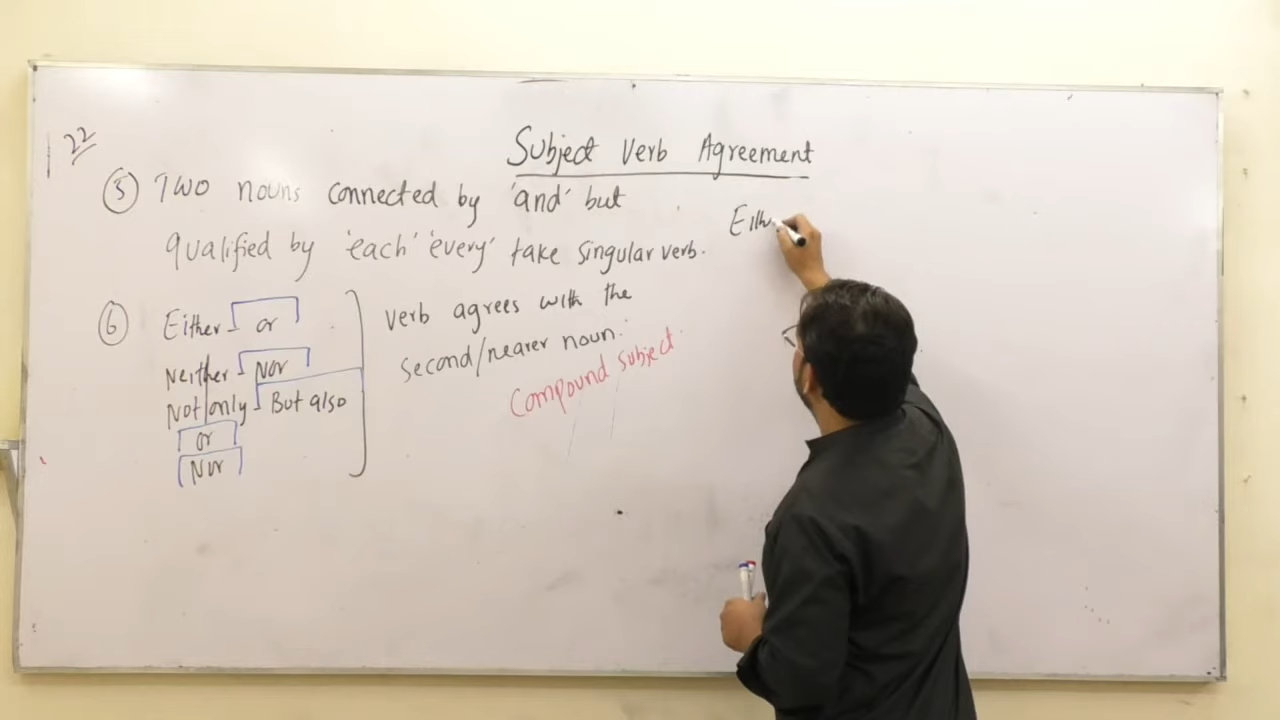 22
Subject Verb Agreement
⑤ Two nouns connected by 'and' but
qualified by 'each' 'every' take singular verb.
⑥ Either or
Neither Nor
Not only But also
or
Nor
verb agrees with the
second/nearer noun.
Compound subject.
Eith